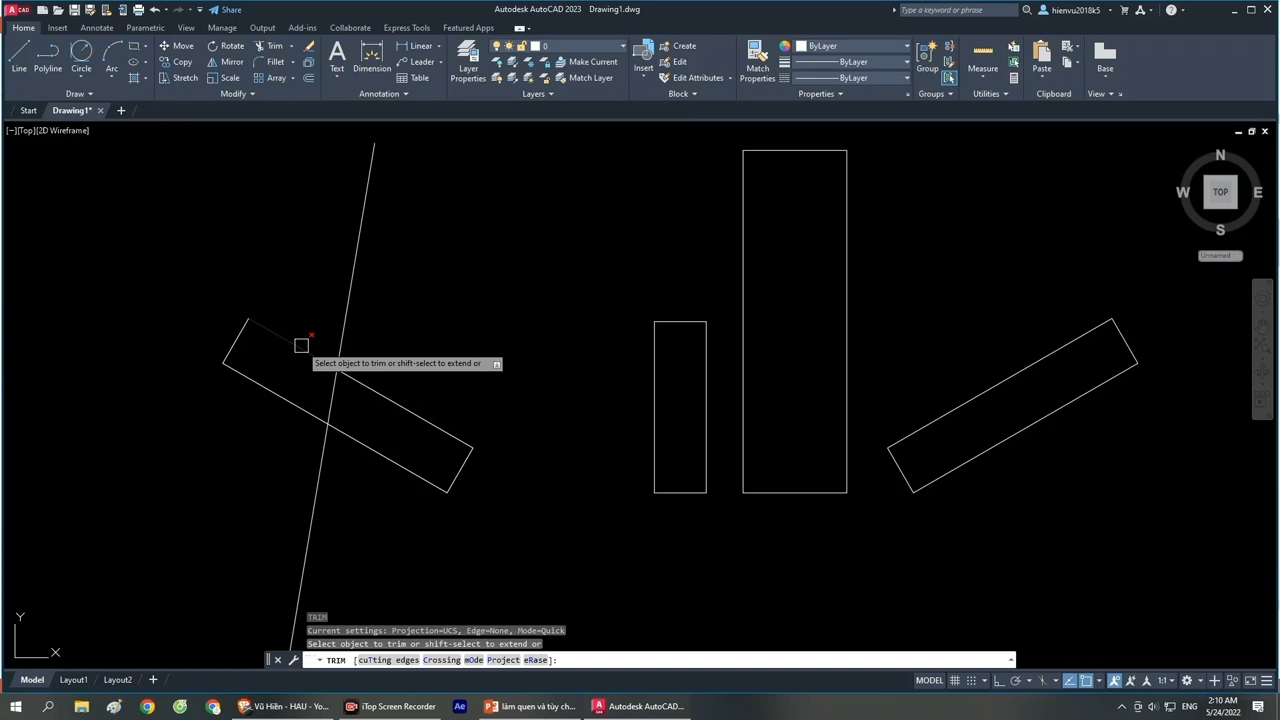 CAD
Share
Autodesk AutoCAD 2023 Drawing1.dwg
Type a keyword or phrase
hienvu2018k5
Home Insert Annotate Parametric View Manage Output Add-ins Collaborate Express Tools Featured Apps
Line
Polyline
Circle
Arc
Move
Rotate
Trim
Copy
Mirror
Fillet
Stretch
Scale
Array
Text
Dimension
Linear
Leader
Table
Layer
Properties
0
Make Current
Match Layer
Insert
Create
Edit
Edit Attributes
Match
Properties
ByLayer
ByLayer
ByLayer
Group
Measure
Paste
Base
Draw Modify Annotation Layers Block Properties Groups Utilities Clipboard View
Start Drawing1*
[−][Top][2D Wireframe]
N
W TOP E
S
Unnamed
Select object to trim or shift-select to extend or
Y
X
TRIM
Current settings: Projection=UCS, Edge=None, Mode=Quick
Select object to trim or shift-select to extend or
TRIM [cuTting edges Crossing mOde Project eRase]:
Model Layout1 Layout2
MODEL
1:1
Vũ Hiền - HAU - Yo...
iTop Screen Recorder
Ae
làm quen và tùy ch...
Autodesk AutoCAD...
2:10 AM
5/24/2022